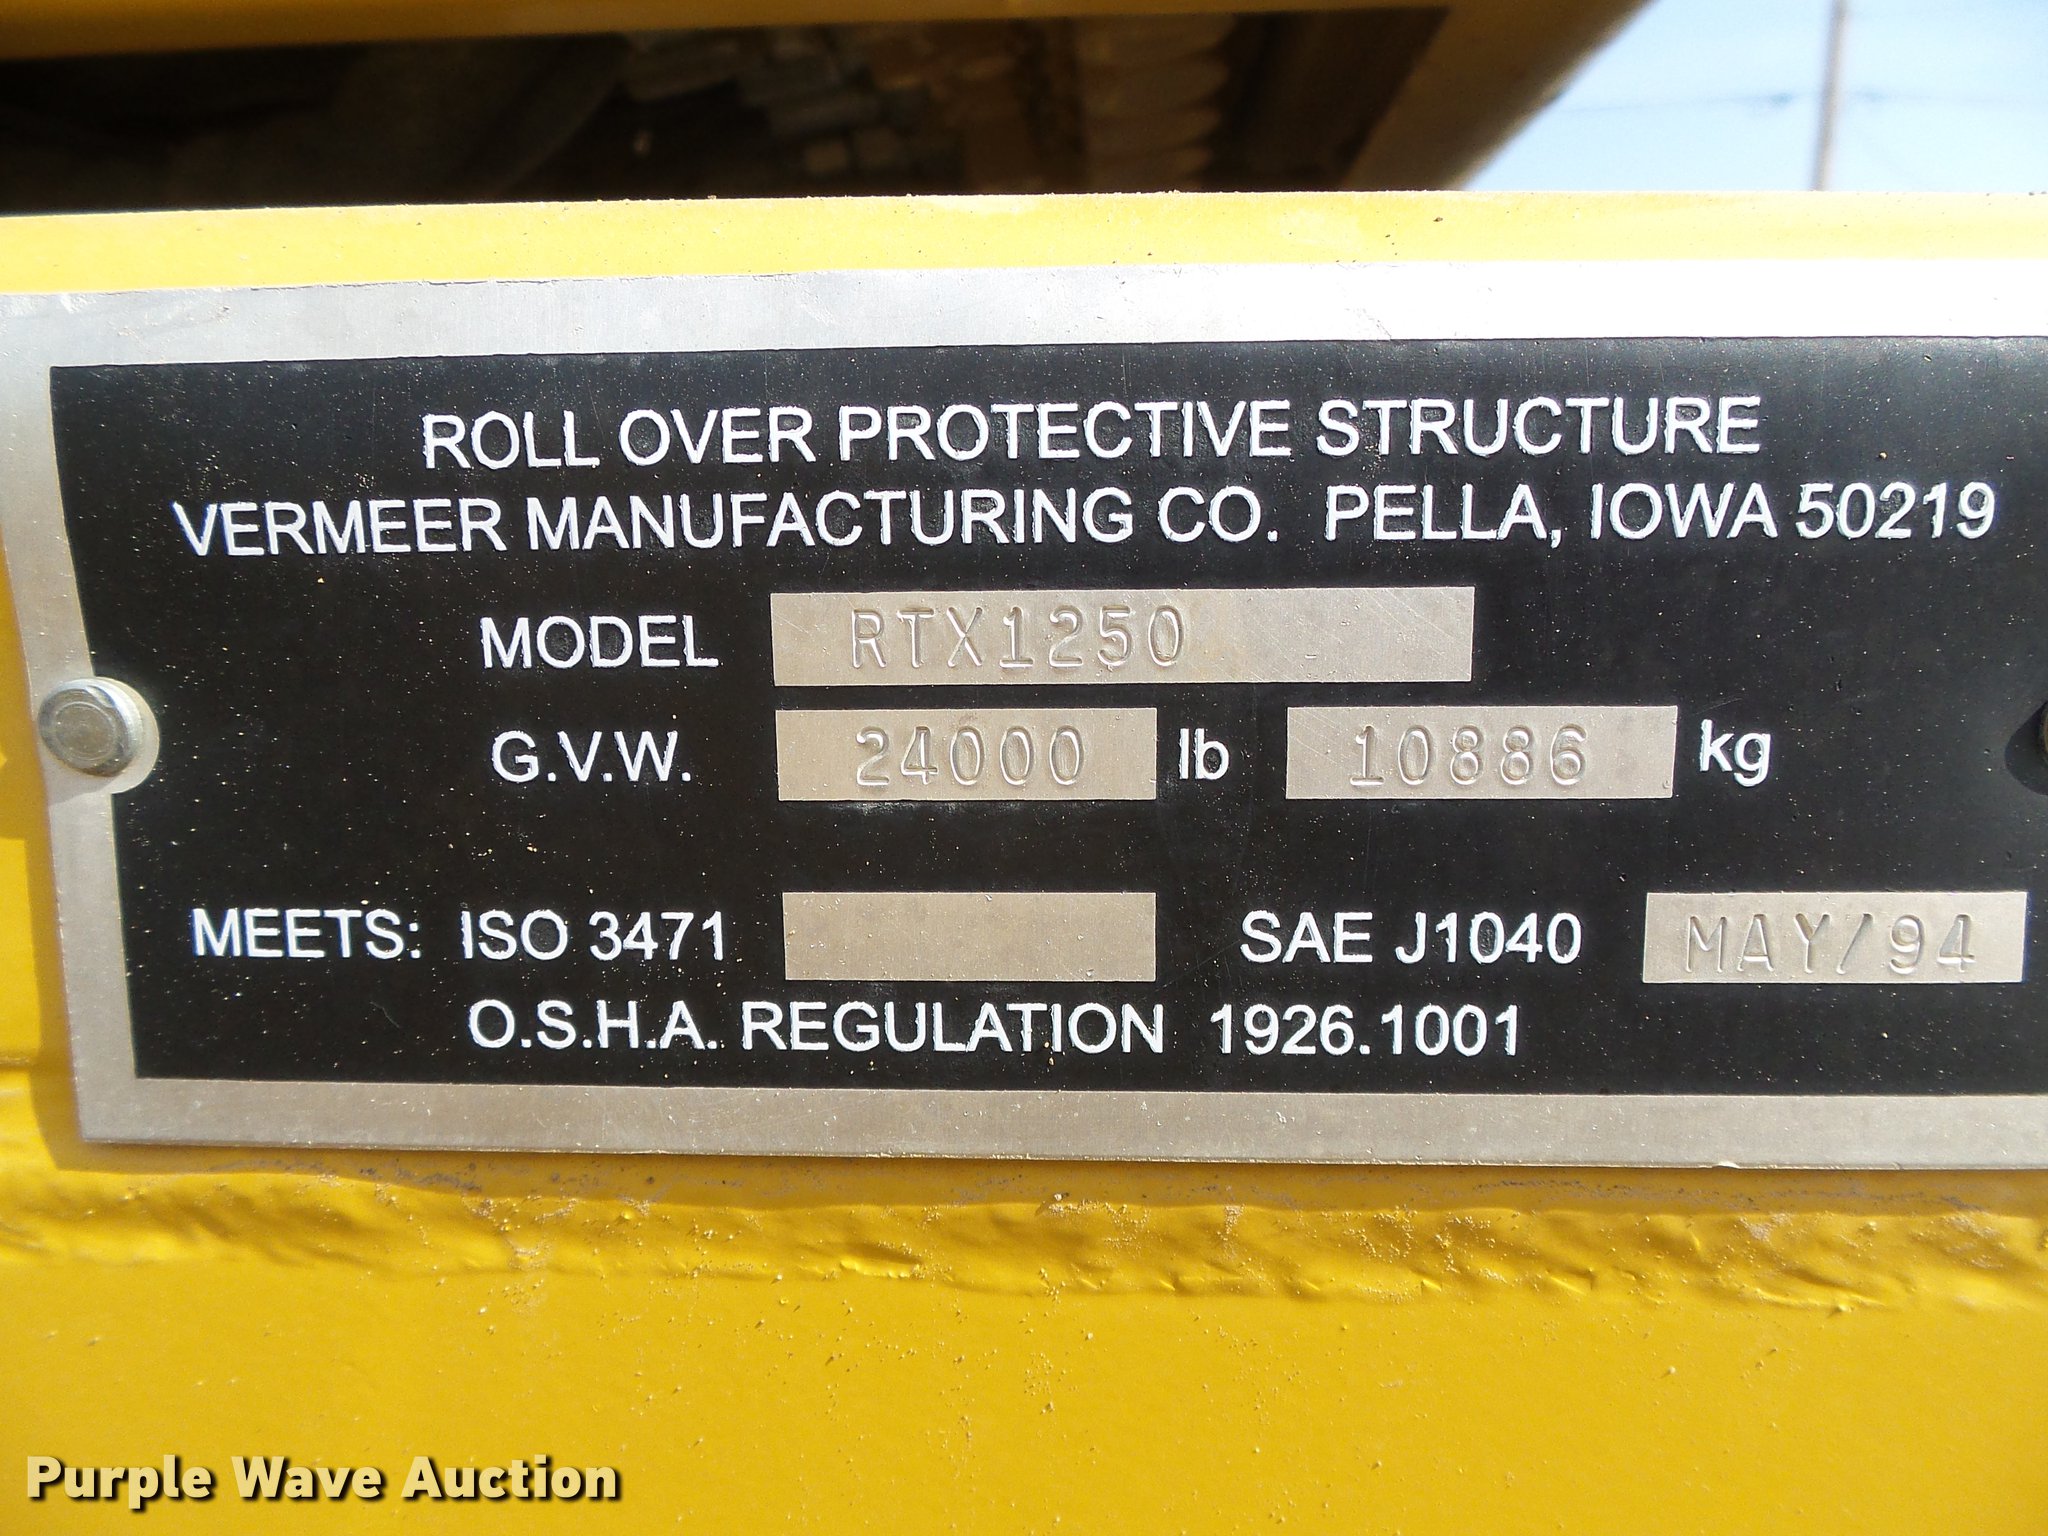 ROLL OVER PROTECTIVE STRUCTURE
VERMEER MANUFACTURING CO. PELLA, IOWA 50219
MODEL RTX1250
G.V.W. 24000 lb 10886 kg
MEETS: ISO 3471 SAE J1040 MAY/94
O.S.H.A. REGULATION 1926.1001
Purple Wave Auction